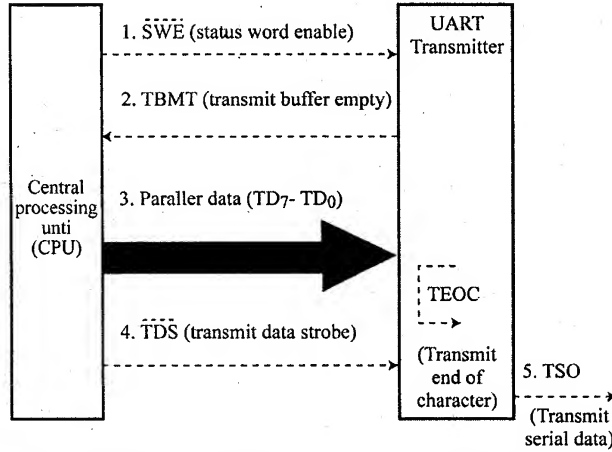 1. SWE (status word enable)
UART
Transmitter
2. TBMT (transmit buffer empty)
Central
processing
unti
(CPU)
3. Paraller data (TD7- TD0)
TEOC
4. TDS (transmit data strobe)
(Transmit
end of
character)
5. TSO
(Transmit
serial data)